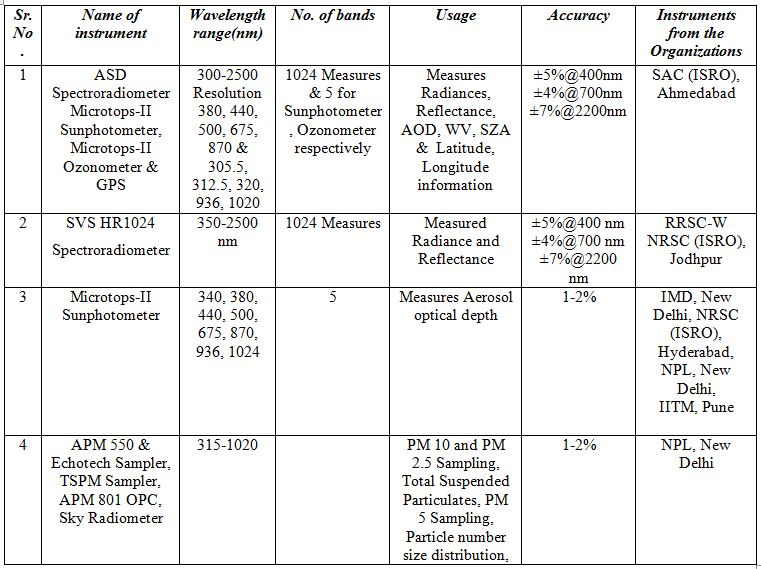 Sr. No . Name of instrument Wavelength range(nm) No. of bands Usage Accuracy Instruments from the Organizations
1
ASD
Spectroradiometer
Microtops-II
Sunphotometer,
Microtops-II
Ozonometer &
GPS
300-2500
Resolution
380, 440,
500, 675,
870 &
305.5,
312.5, 320,
936, 1020
1024 Measures
& 5 for
Sunphotometer
, Ozonometer
respectively
Measures
Radiances,
Reflectance,
AOD, WV, SZA
& Latitude,
Longitude
information
±5%@400nm
±4%@700nm
±7%@2200nm
SAC (ISRO),
Ahmedabad
2
SVS HR1024
Spectroradiometer
350-2500
nm
1024 Measures
Measured
Radiance and
Reflectance
±5%@400 nm
±4%@700 nm
±7%@2200
nm
RRSC-W
NRSC (ISRO),
Jodhpur
3
Microtops-II
Sunphotometer
340, 380,
440, 500,
675, 870,
936, 1024
5
Measures Aerosol
optical depth
1-2%
IMD, New
Delhi, NRSC
(ISRO),
Hyderabad,
NPL, New
Delhi,
IITM, Pune
4
APM 550 &
Echotech Sampler,
TSPM Sampler,
APM 801 OPC,
Sky Radiometer
315-1020
PM 10 and PM
2.5 Sampling,
Total Suspended
Particulates, PM
5 Sampling,
Particle number
size distribution,
1-2%
NPL, New
Delhi